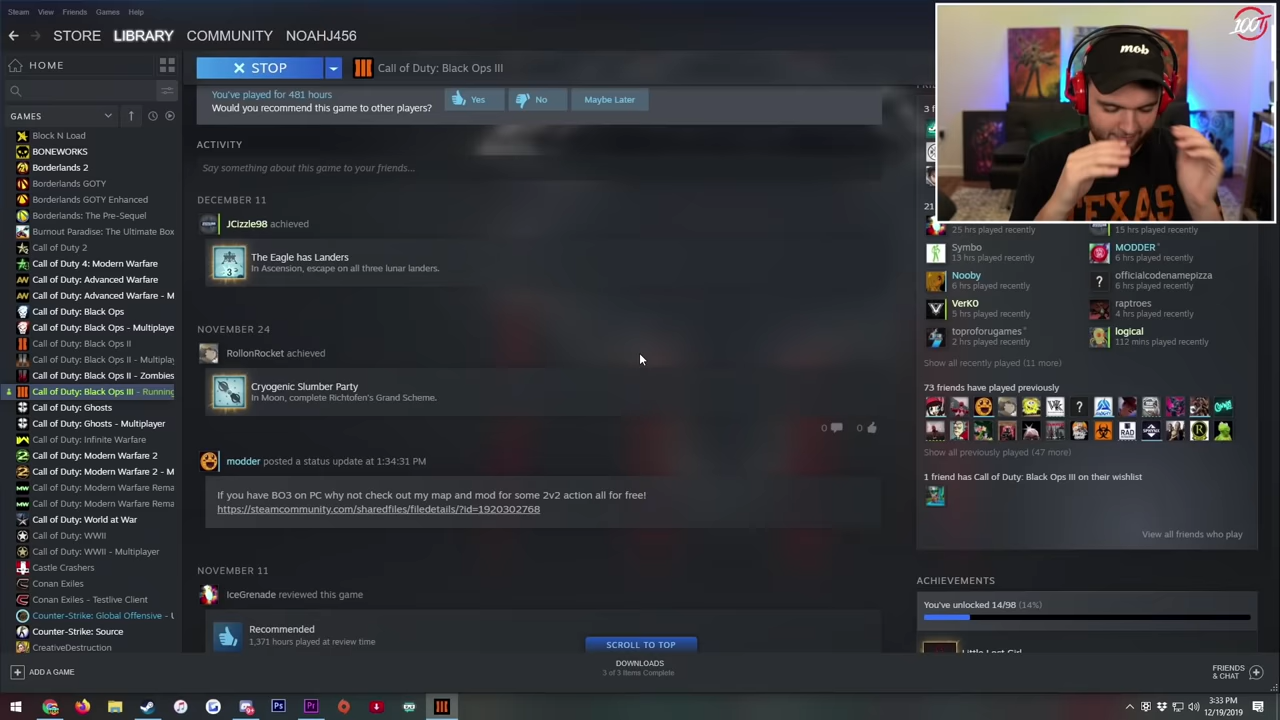 Steam View Friends Games Help
STORE LIBRARY COMMUNITY NOAHJ456
HOME
GAMES
Block N Load
BONEWORKS
Borderlands 2
Borderlands GOTY
Borderlands GOTY Enhanced
Borderlands: The Pre-Sequel
Burnout Paradise: The Ultimate Box
Call of Duty 2
Call of Duty 4: Modern Warfare
Call of Duty: Advanced Warfare
Call of Duty: Advanced Warfare - M
Call of Duty: Black Ops
Call of Duty: Black Ops - Multiplaye
Call of Duty: Black Ops II
Call of Duty: Black Ops II - Multipla
Call of Duty: Black Ops II - Zombies
Call of Duty: Black Ops III - Running
Call of Duty: Ghosts
Call of Duty: Ghosts - Multiplayer
Call of Duty: Infinite Warfare
Call of Duty: Modern Warfare 2
Call of Duty: Modern Warfare 2 - M
Call of Duty: Modern Warfare Rema
Call of Duty: Modern Warfare Rema
Call of Duty: World at War
Call of Duty: WWII
Call of Duty: WWII - Multiplayer
Castle Crashers
Conan Exiles
Conan Exiles - Testlive Client
Counter-Strike: Global Offensive - U
Counter-Strike: Source
CreativeDestruction
ADD A GAME
STOP
Call of Duty: Black Ops III
You've played for 481 hours
Would you recommend this game to other players?
Yes No Maybe Later
ACTIVITY
Say something about this game to your friends...
DECEMBER 11
JCizzle98 achieved
3
The Eagle has Landers
In Ascension, escape on all three lunar landers.
NOVEMBER 24
RollonRocket achieved
Cryogenic Slumber Party
In Moon, complete Richtofen's Grand Scheme.
0 0
modder posted a status update at 1:34:31 PM
If you have BO3 on PC why not check out my map and mod for some 2v2 action all for free!
https://steamcommunity.com/sharedfiles/filedetails/?id=1920302768
NOVEMBER 11
IceGrenade reviewed this game
Recommended
1,371 hours played at review time
SCROLL TO TOP
DOWNLOADS
3 of 3 Items Complete
100T
mob
TEXAS
25 hrs played recently
15 hrs played recently
Symbo
13 hrs played recently
MODDER
6 hrs played recently
Nooby
6 hrs played recently
officialcodenamepizza
6 hrs played recently
VerK0
5 hrs played recently
raptroes
4 hrs played recently
toproforugames
2 hrs played recently
logical
112 mins played recently
Show all recently played (11 more)
73 friends have played previously
Show all previously played (47 more)
1 friend has Call of Duty: Black Ops III on their wishlist
View all friends who play
ACHIEVEMENTS
You've unlocked 14/98 (14%)
Little Lost Girl
FRIENDS
& CHAT
3:33 PM
12/19/2019